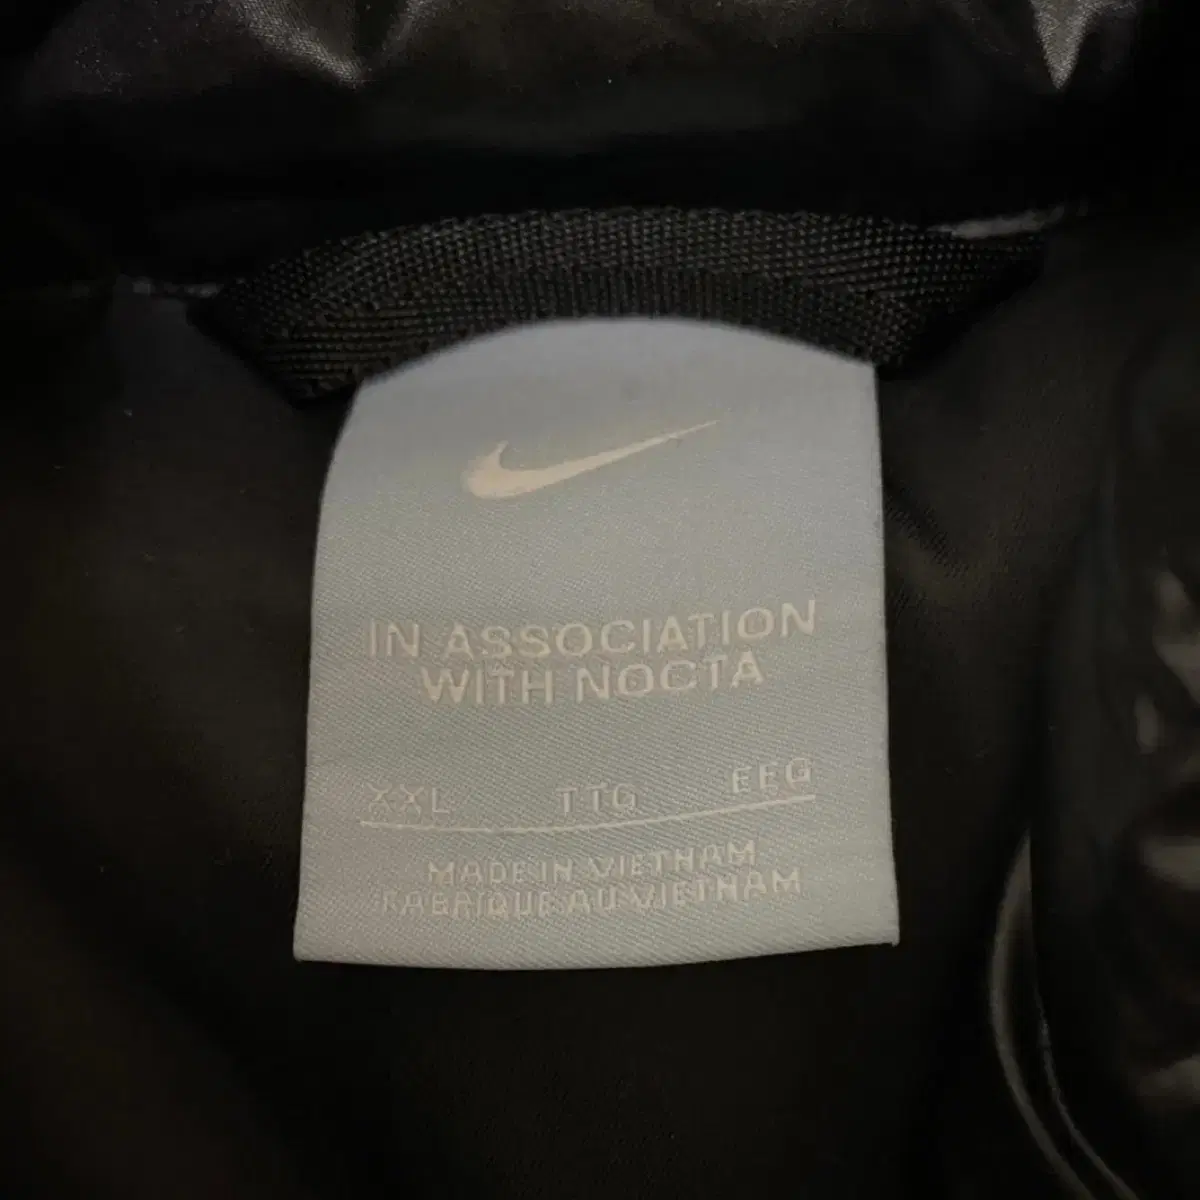 IN ASSOCIATION
WITH NOCTA
XXL TTG EEG
MADE IN VIETNAM
FABRIQUE AU VIETNAM